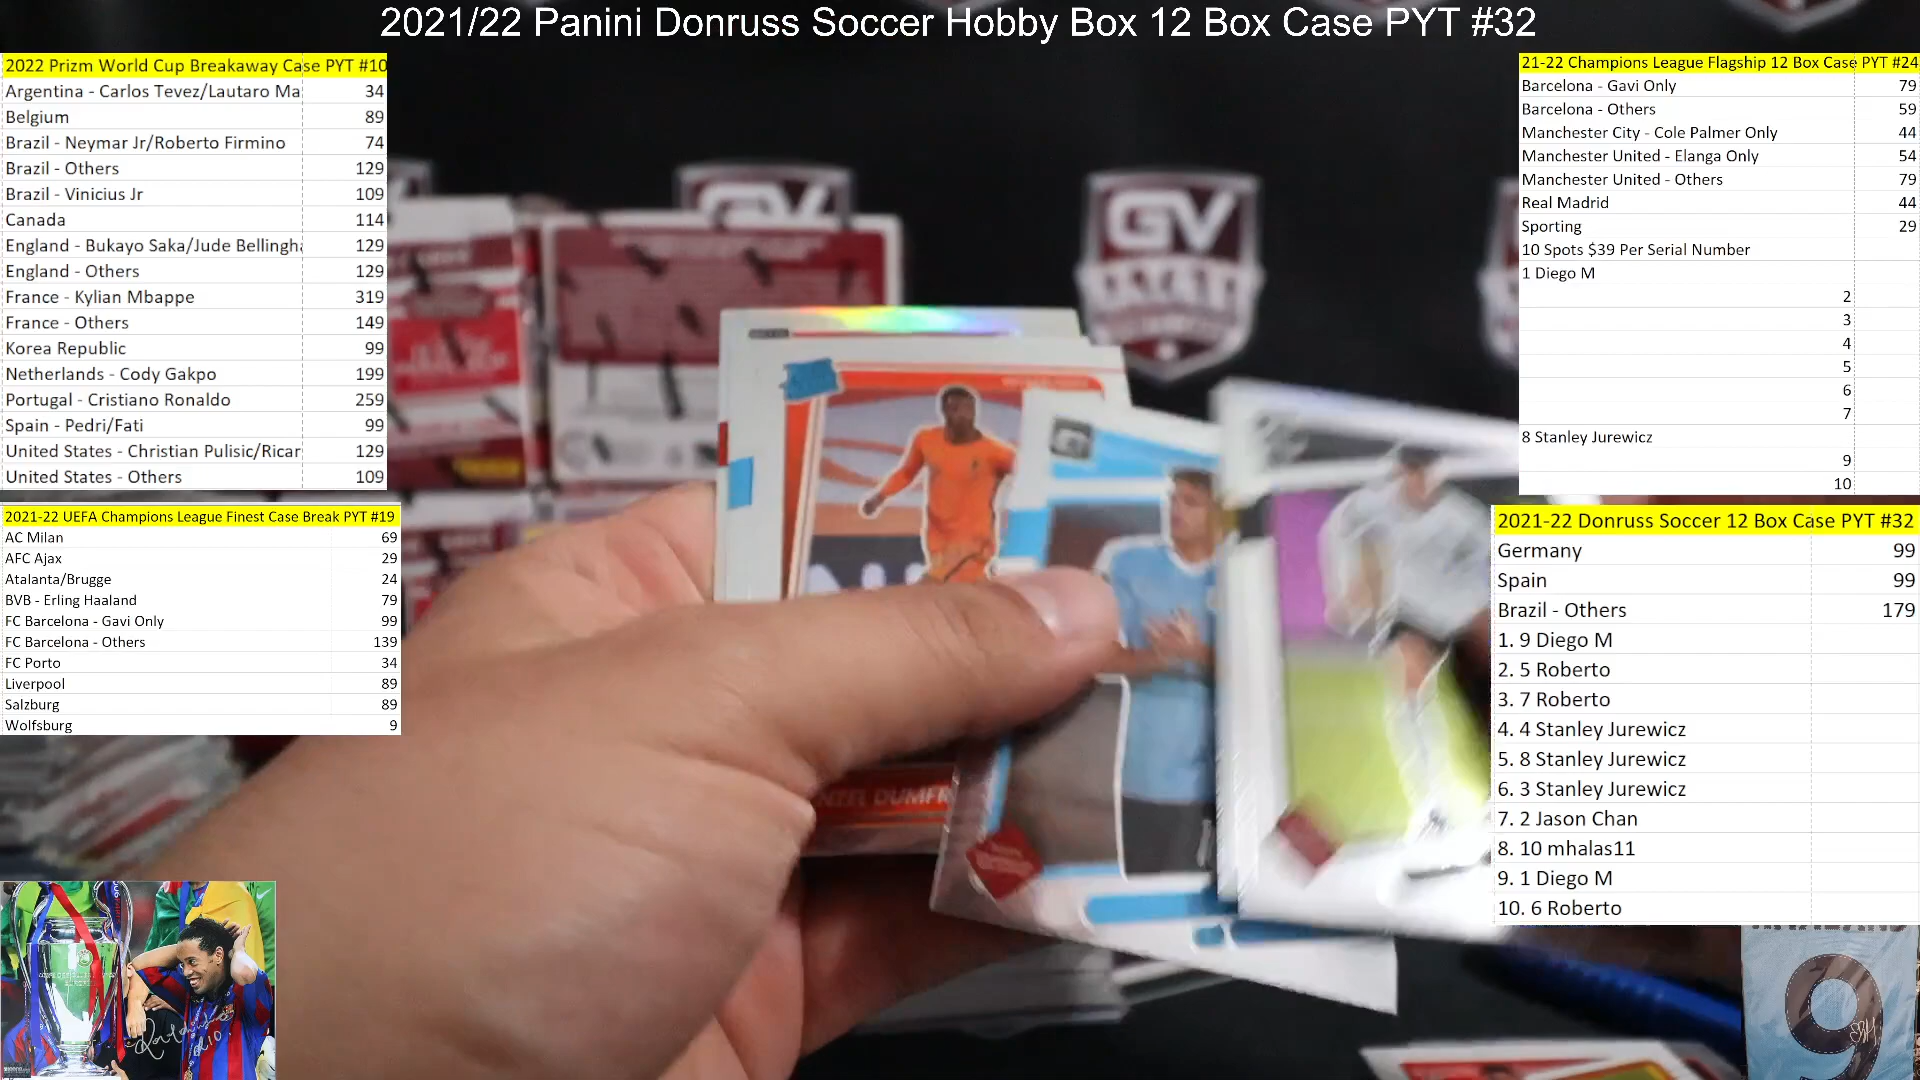 2021/22 Panini Donruss Soccer Hobby Box 12 Box Case PYT #32
2022 Prizm World Cup Breakaway Case PYT #10
Argentina - Carlos Tevez/Lautaro Ma 34
Belgium 89
Brazil - Neymar Jr/Roberto Firmino 74
Brazil - Others 129
Brazil - Vinicius Jr 109
Canada 114
England - Bukayo Saka/Jude Bellingh 129
England - Others 129
France - Kylian Mbappe 319
France - Others 149
Korea Republic 99
Netherlands - Cody Gakpo 199
Portugal - Cristiano Ronaldo 259
Spain - Pedri/Fati 99
United States - Christian Pulisic/Ricar 129
United States - Others 109
2021-22 UEFA Champions League Finest Case Break PYT #19
AC Milan 69
AFC Ajax 29
Atalanta/Brugge 24
BVB - Erling Haaland 79
FC Barcelona - Gavi Only 99
FC Barcelona - Others 139
FC Porto 34
Liverpool 89
Salzburg 89
Wolfsburg 9
GV
GV
21-22 Champions League Flagship 12 Box Case PYT #24
Barcelona - Gavi Only 79
Barcelona - Others 59
Manchester City - Cole Palmer Only 44
Manchester United - Elanga Only 54
Manchester United - Others 79
Real Madrid 44
Sporting 29
10 Spots $39 Per Serial Number
1 Diego M
2
3
4
5
6
7
8 Stanley Jurewicz
9
10
2021-22 Donruss Soccer 12 Box Case PYT #32
Germany 99
Spain 99
Brazil - Others 179
1. 9 Diego M
2. 5 Roberto
3. 7 Roberto
4. 4 Stanley Jurewicz
5. 8 Stanley Jurewicz
6. 3 Stanley Jurewicz
7. 2 Jason Chan
8. 10 mhalas11
9. 1 Diego M
10. 6 Roberto
9